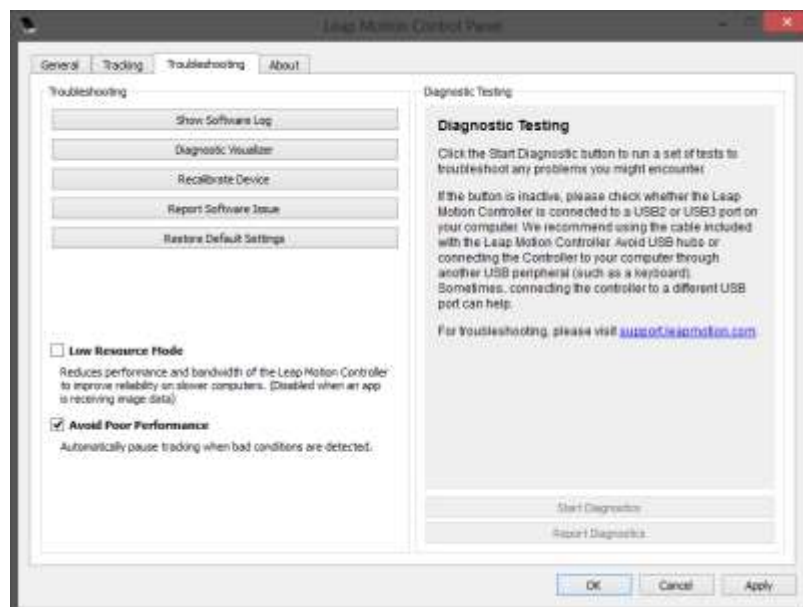 Leap Motion Control Panel
General
Tracking
Troubleshooting
About
Troubleshooting
Show Software Log
Diagnostic Visualizer
Recalibrate Device
Report Software Issue
Restore Default Settings
Low Resource Mode
Reduces performance and bandwidth of the Leap Motion Controller
to improve reliability on slower computers. (Disabled when an app
is receiving image data)
Avoid Poor Performance
Automatically pause tracking when bad conditions are detected.
Diagnostic Testing
Diagnostic Testing
Click the Start Diagnostic button to run a set of tests to
troubleshoot any problems you might encounter.
If the button is inactive, please check whether the Leap
Motion Controller is connected to a USB2 or USB3 port on
your computer. We recommend using the cable included
with the Leap Motion Controller. Avoid USB hubs or
connecting the Controller to your computer through
another USB peripheral (such as a keyboard).
Sometimes, connecting the controller to a different USB
port can help.
For troubleshooting, please visit support.leapmotion.com
Start Diagnostics
Report Diagnostics
OK
Cancel
Apply